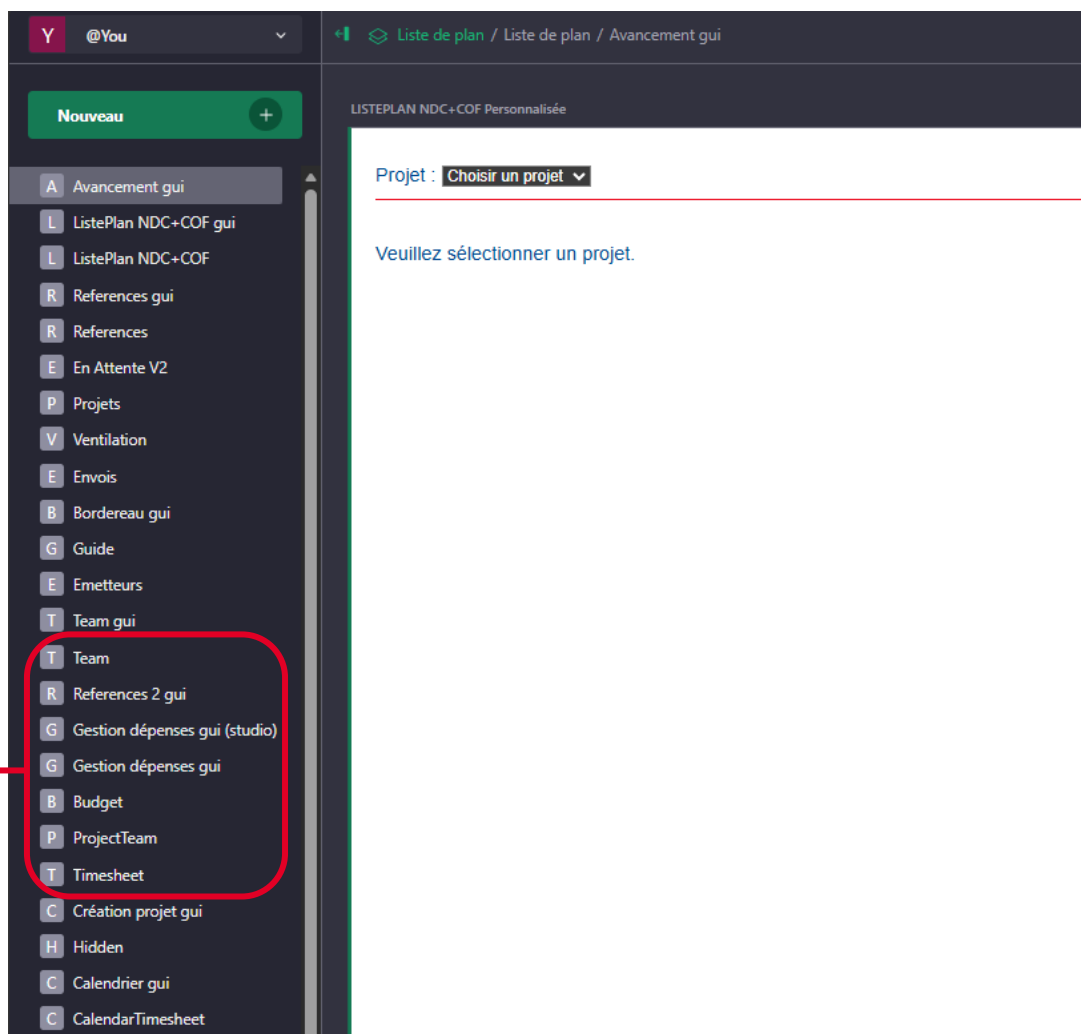 Y @You
Liste de plan / Liste de plan / Avancement gui
Nouveau +
LISTEPLAN NDC+COF Personnalisée
Projet : Choisir un projet
Veuillez sélectionner un projet.
A Avancement gui
L ListePlan NDC+COF gui
L ListePlan NDC+COF
R References gui
R References
E En Attente V2
P Projets
V Ventilation
E Envois
B Bordereau gui
G Guide
E Emetteurs
T Team gui
T Team
R References 2 gui
G Gestion dépenses gui (studio)
G Gestion dépenses gui
B Budget
P ProjectTeam
T Timesheet
C Création projet gui
H Hidden
C Calendrier gui
C CalendarTimesheet